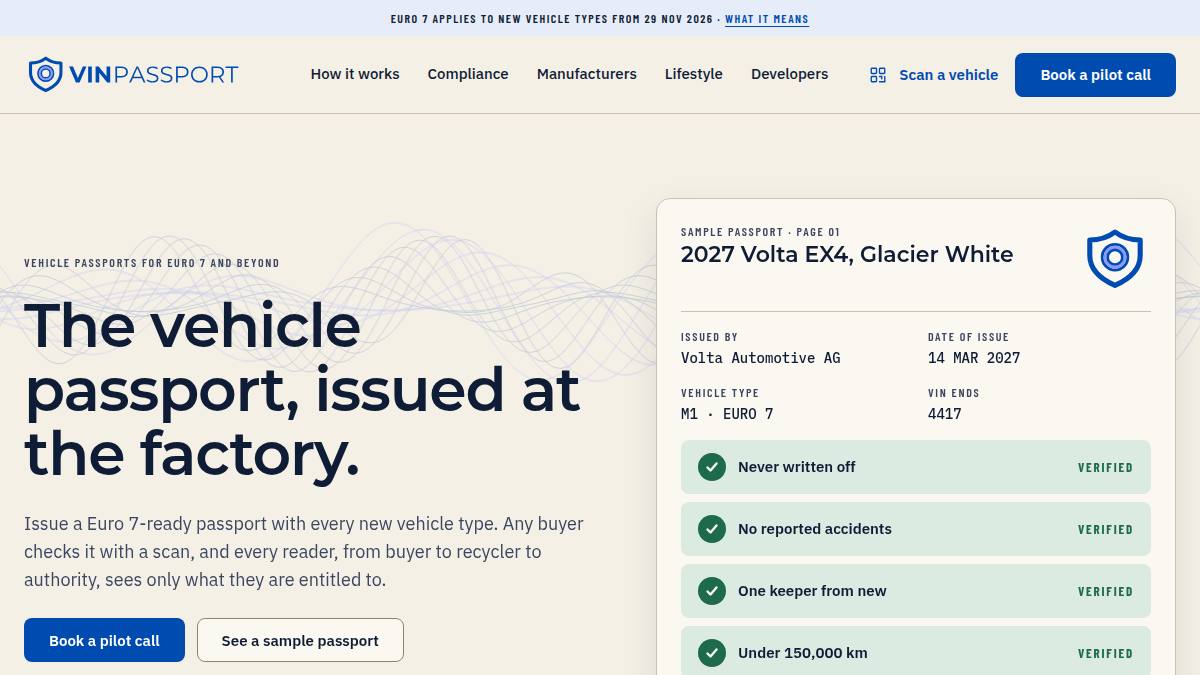 EURO 7 APPLIES TO NEW VEHICLE TYPES FROM 29 NOV 2026 · WHAT IT MEANS
VINPASSPORT
How it works
Compliance
Manufacturers
Lifestyle
Developers
Scan a vehicle
Book a pilot call
VEHICLE PASSPORTS FOR EURO 7 AND BEYOND
The vehicle
passport, issued at
the factory.
Issue a Euro 7-ready passport with every new vehicle type. Any buyer
checks it with a scan, and every reader, from buyer to recycler to
authority, sees only what they are entitled to.
Book a pilot call
See a sample passport
SAMPLE PASSPORT · PAGE 01
2027 Volta EX4, Glacier White
ISSUED BY
Volta Automotive AG
DATE OF ISSUE
14 MAR 2027
VEHICLE TYPE
M1 · EURO 7
VIN ENDS
4417
Never written off
VERIFIED
No reported accidents
VERIFIED
One keeper from new
VERIFIED
Under 150,000 km
VERIFIED